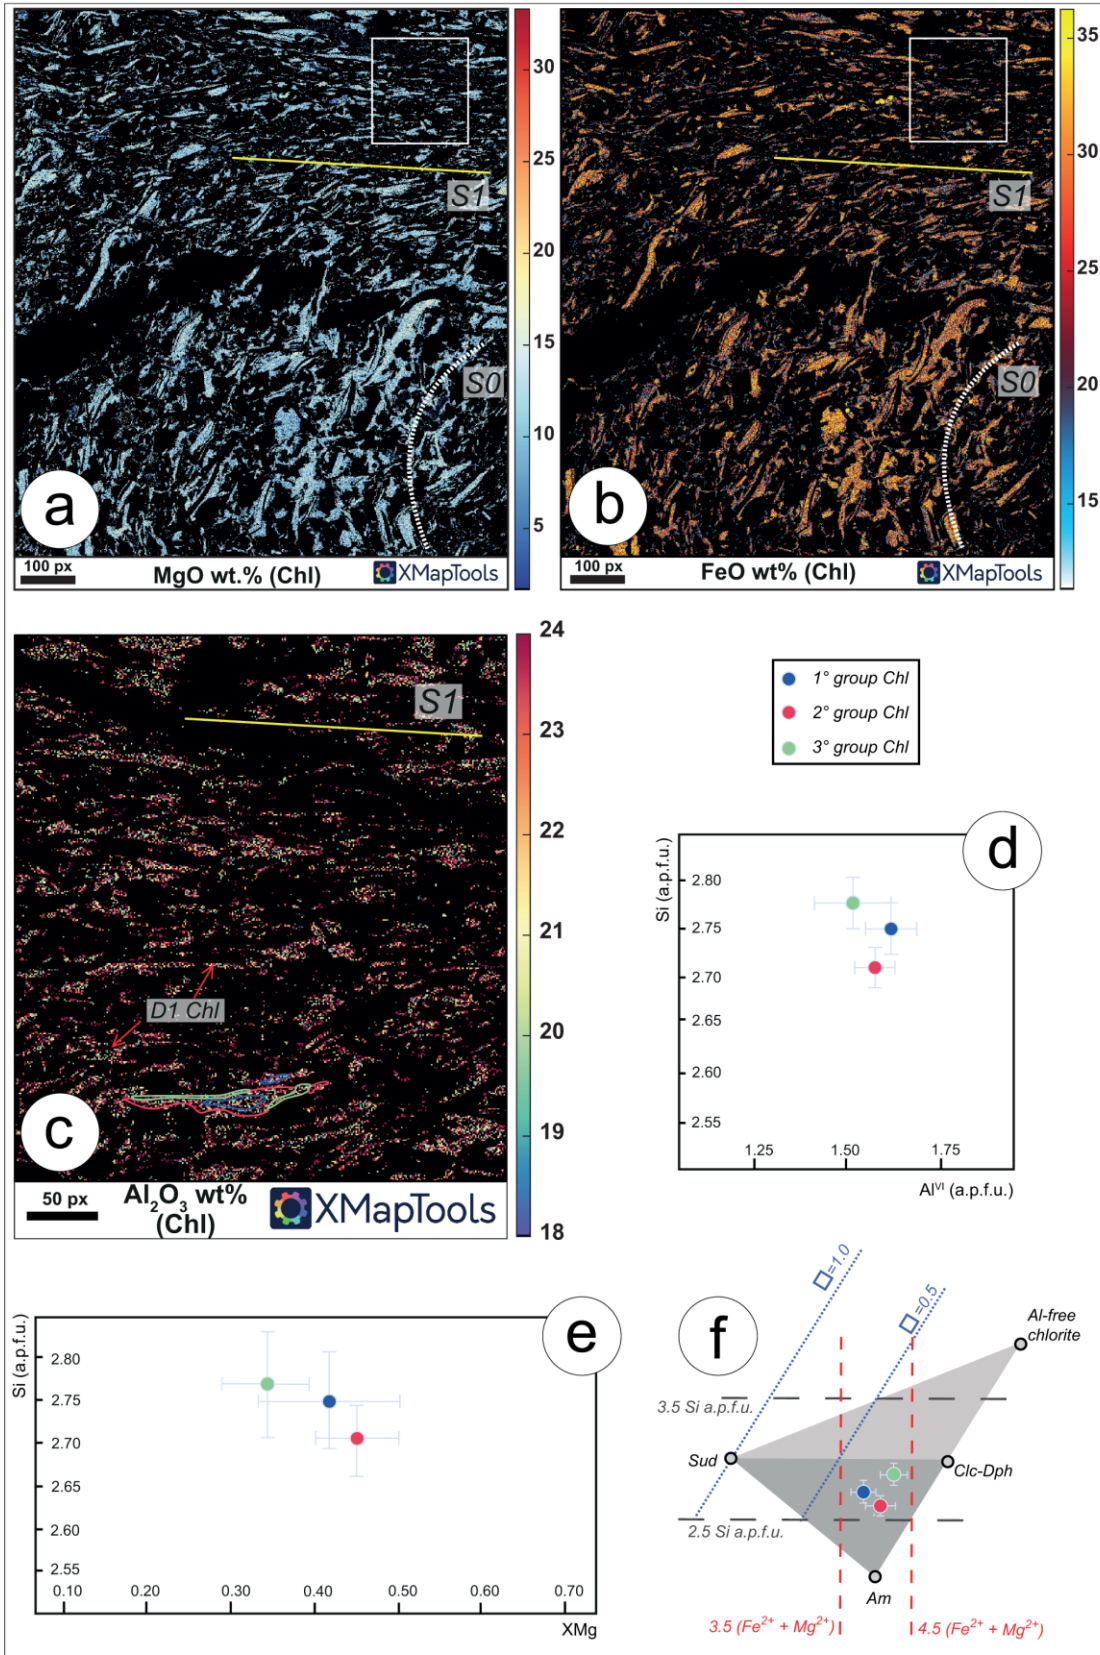 30
25
20
15
10
5
S1
S0
a
100 px
MgO wt.% (Chl)
XMapTools
35
30
25
20
15
S1
S0
b
100 px
FeO wt% (Chl)
XMapTools
24
23
22
21
20
19
18
S1
D1 Chl
c
50 px
Al₂O₃ wt%
(Chl)
XMapTools
1° group Chl
2° group Chl
3° group Chl
d
Si (a.p.f.u.)
2.80
2.75
2.70
2.65
2.60
2.55
1.25 1.50 1.75
Alⱽᴵ (a.p.f.u.)
e
Si (a.p.f.u.)
2.80
2.75
2.70
2.65
2.60
2.55
0.10 0.20 0.30 0.40 0.50 0.60 0.70
XMg
f
□=1.0
□=0.5
Al-free
chlorite
3.5 Si a.p.f.u.
Sud
Clc-Dph
2.5 Si a.p.f.u.
Am
3.5 (Fe²⁺ + Mg²⁺)
4.5 (Fe²⁺ + Mg²⁺)